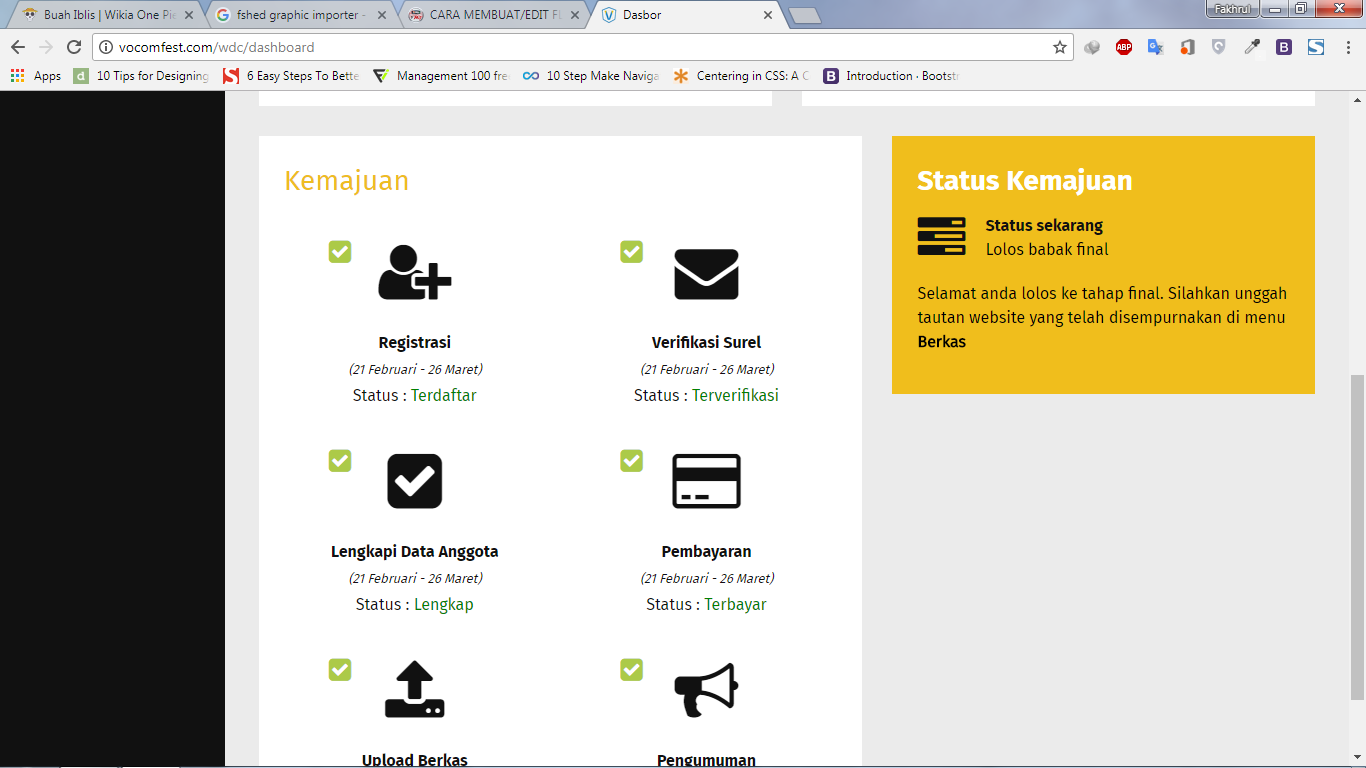 Buah Iblis | Wikia One Pie
fshed graphic importer -
CARA MEMBUAT/EDIT FL
Dasbor
Fakhrul
vocomfest.com/wdc/dashboard
ABP
Apps
10 Tips for Designing
6 Easy Steps To Bette
Management 100 fre
10 Step Make Naviga
Centering in CSS: A C
Introduction · Bootstr
Kemajuan
Registrasi
(21 Februari - 26 Maret)
Status : Terdaftar
Verifikasi Surel
(21 Februari - 26 Maret)
Status : Terverifikasi
Lengkapi Data Anggota
(21 Februari - 26 Maret)
Status : Lengkap
Pembayaran
(21 Februari - 26 Maret)
Status : Terbayar
Upload Berkas
Pengumuman
Status Kemajuan
Status sekarang
Lolos babak final
Selamat anda lolos ke tahap final. Silahkan unggah
tautan website yang telah disempurnakan di menu
Berkas